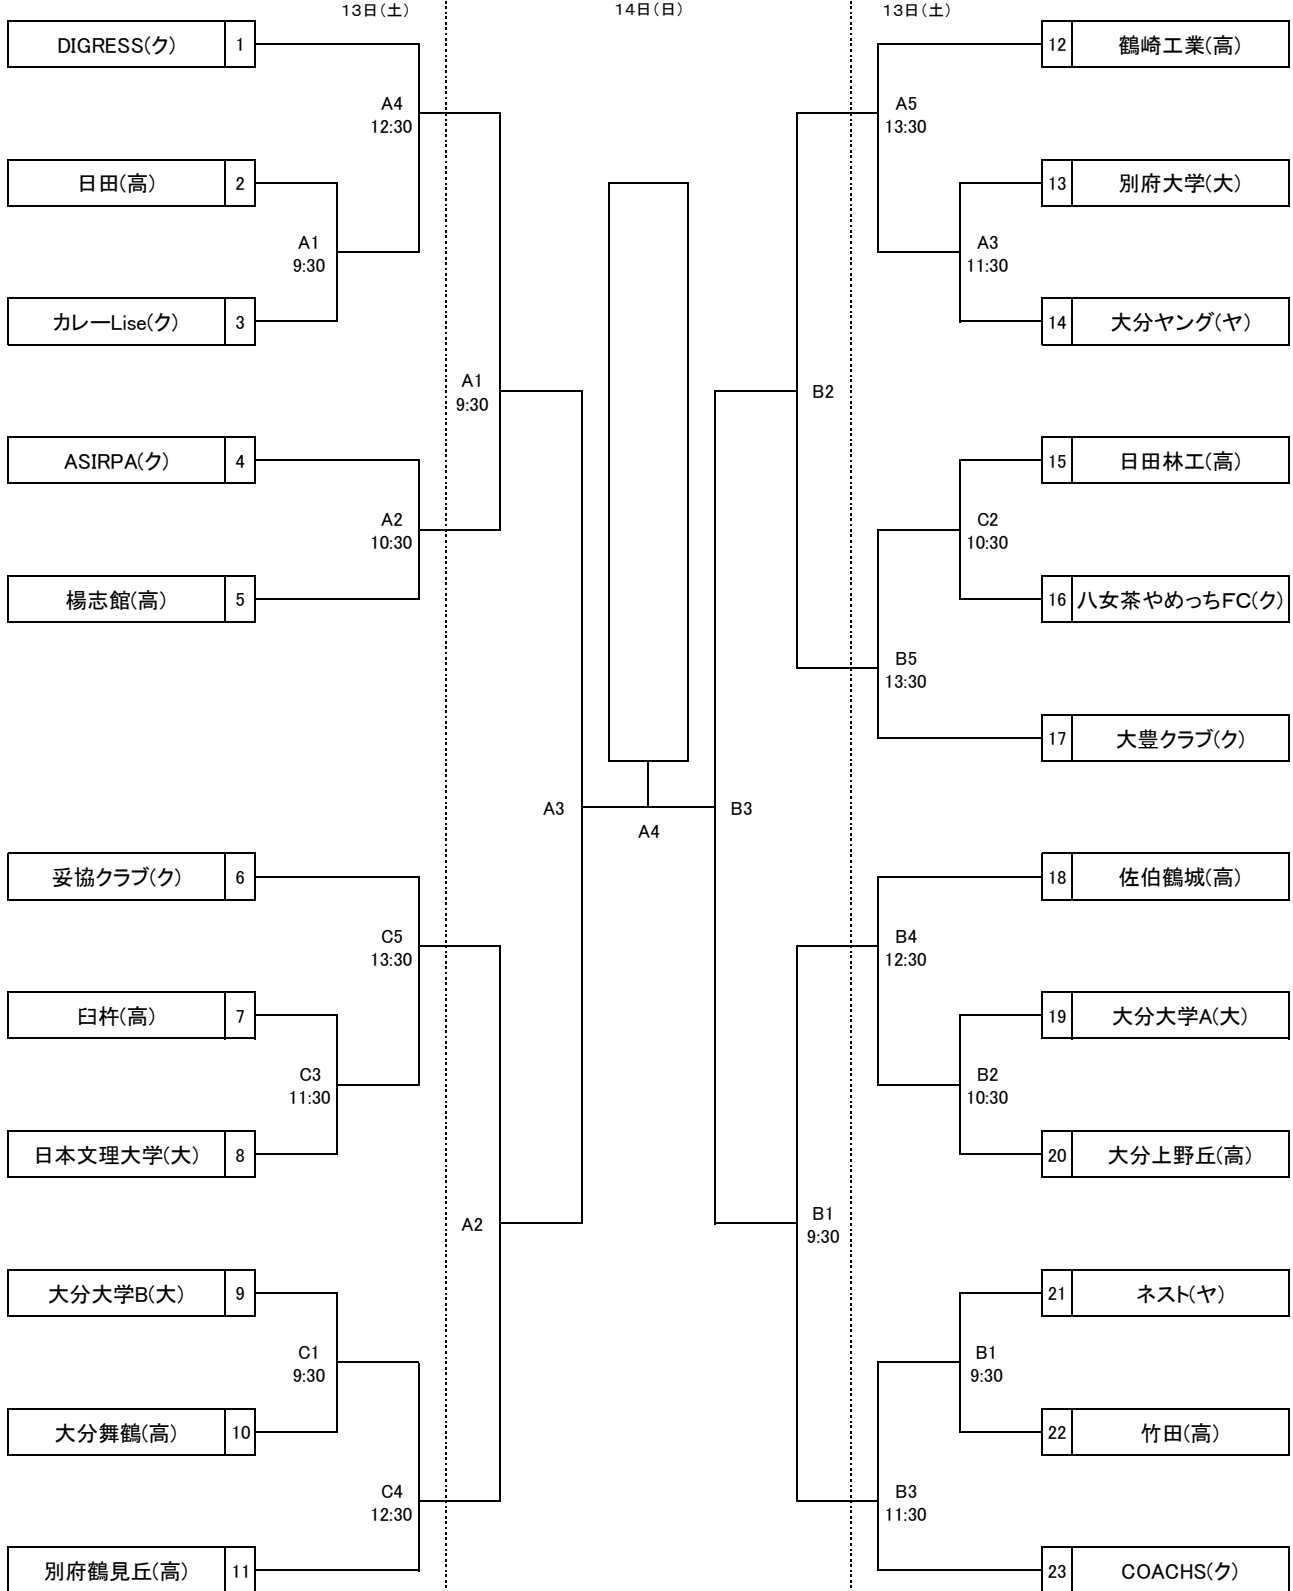 13日(土)
14日(日)
13日(土)
DIGRESS(ク) 1
12 鶴崎工業(高)
A4
12:30
A5
13:30
日田(高) 2
13 別府大学(大)
A1
9:30
A3
11:30
カレーLise(ク) 3
14 大分ヤング(ヤ)
A1
9:30
B2
ASIRPA(ク) 4
15 日田林工(高)
A2
10:30
C2
10:30
楊志館(高) 5
16 八女茶やめっちFC(ク)
B5
13:30
17 大豊クラブ(ク)
A3
B3
A4
妥協クラブ(ク) 6
18 佐伯鶴城(高)
C5
13:30
B4
12:30
臼杵(高) 7
19 大分大学A(大)
C3
11:30
B2
10:30
日本文理大学(大) 8
20 大分上野丘(高)
A2
B1
9:30
大分大学B(大) 9
21 ネスト(ヤ)
C1
9:30
B1
9:30
大分舞鶴(高) 10
22 竹田(高)
C4
12:30
B3
11:30
別府鶴見丘(高) 11
23 COACHS(ク)